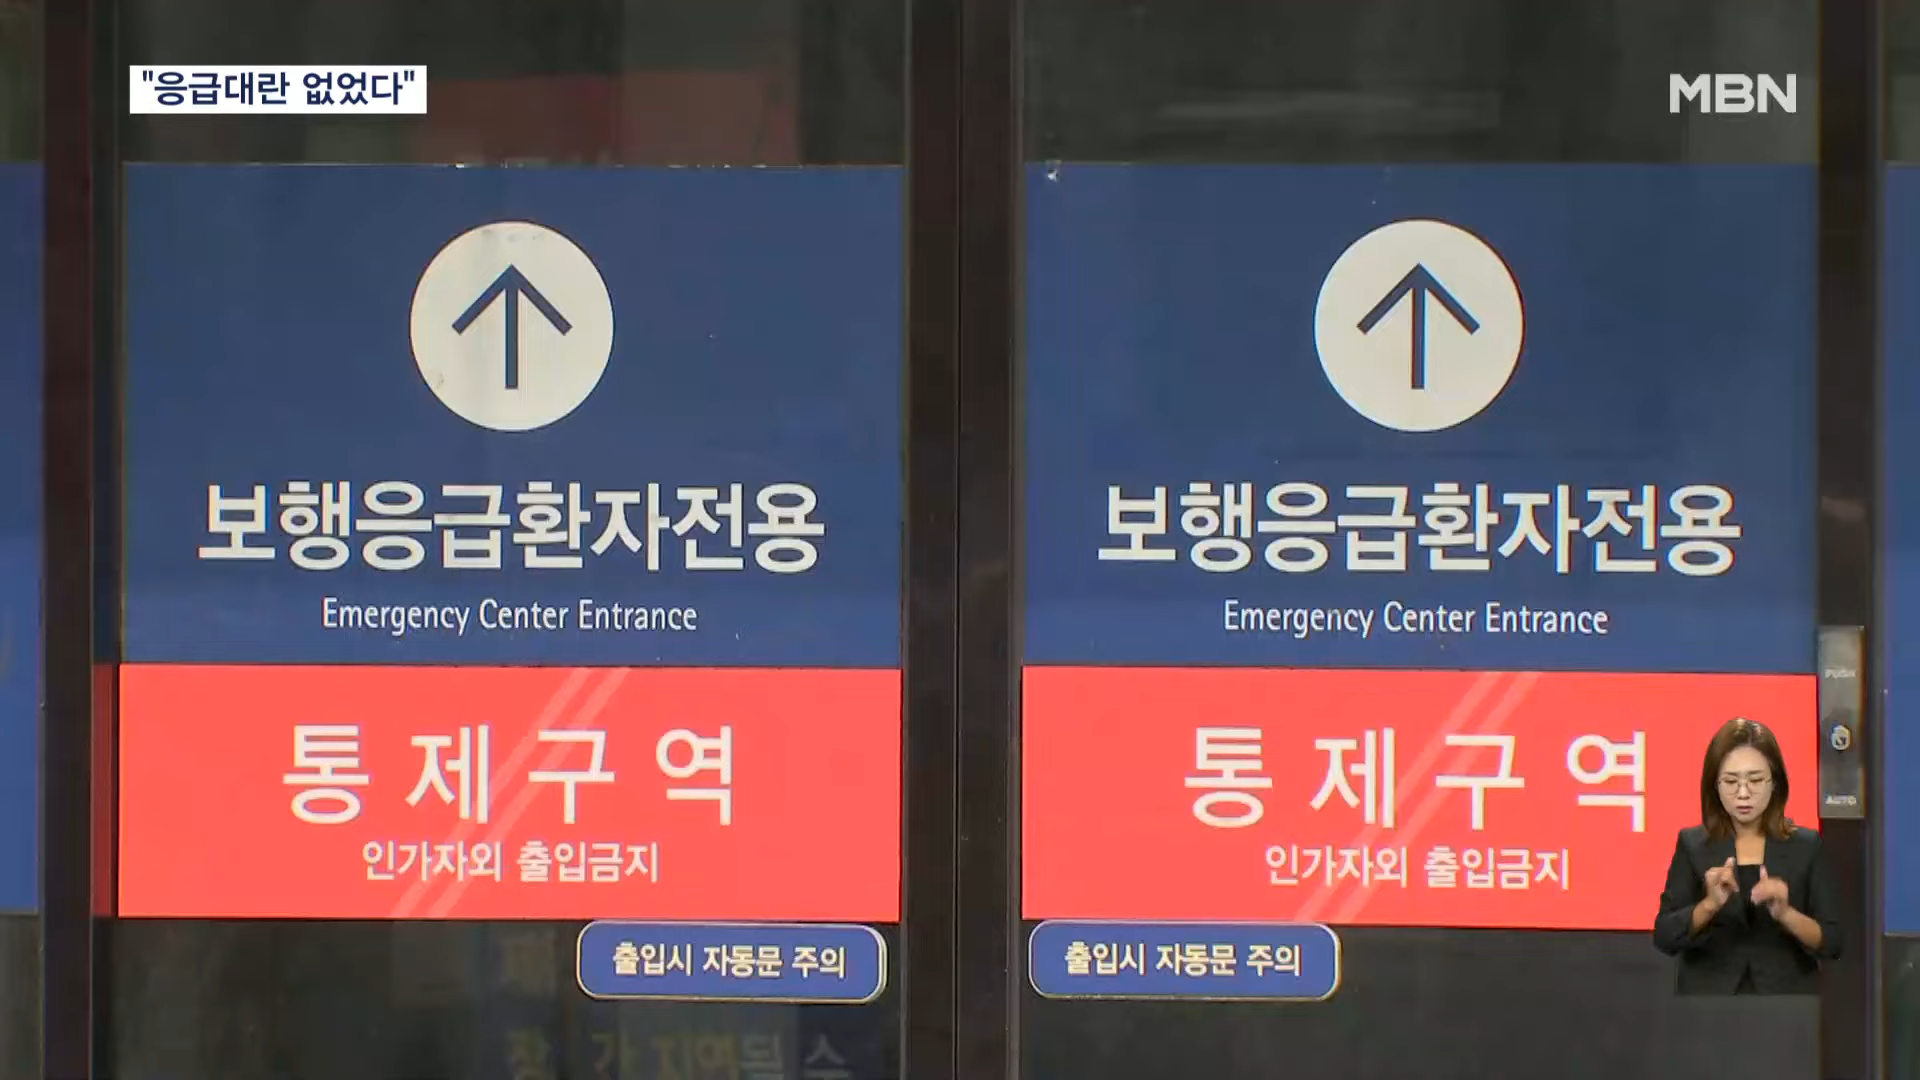 "응급대란 없었다"
MBN
보행응급환자전용
Emergency Center Entrance
통제구역
인가자외 출입금지
출입시 자동문 주의
보행응급환자전용
Emergency Center Entrance
통제구역
인가자외 출입금지
출입시 자동문 주의
PUSH
AUTO